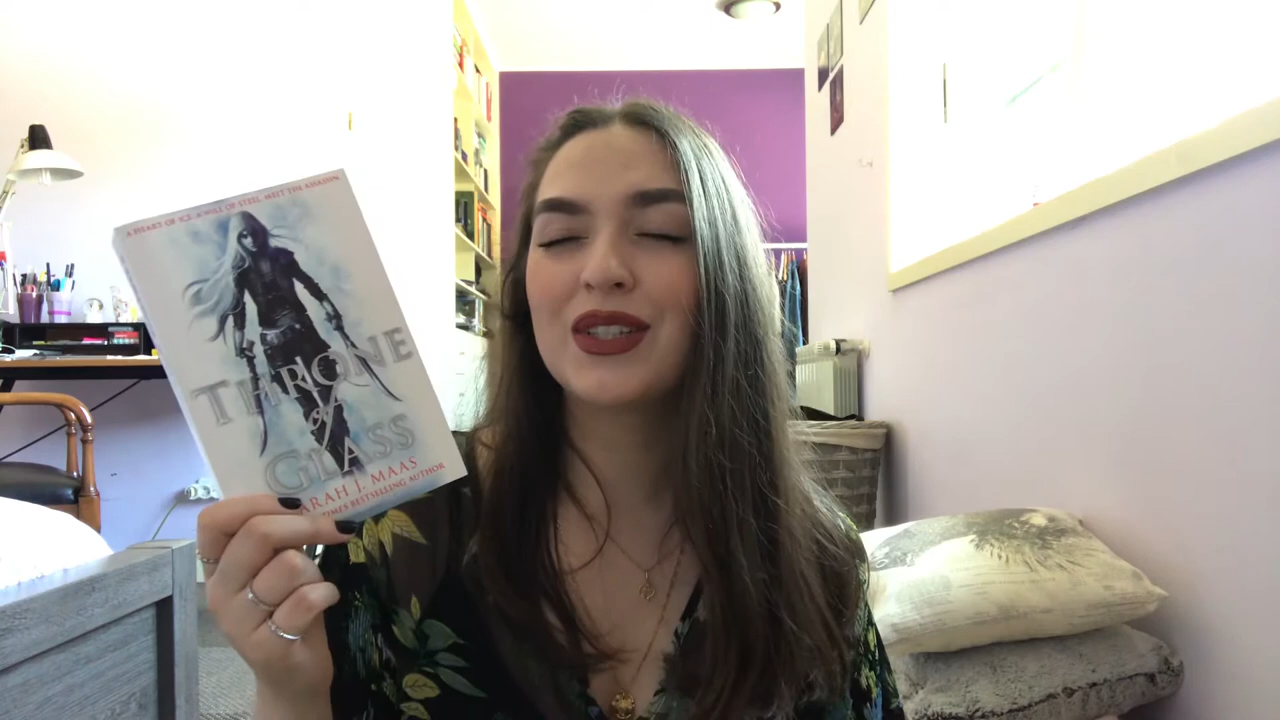 A HEART OF ICE. A WILL OF STEEL. MEET THE ASSASSIN.
THRONE
of
GLASS
ARAH J. MAAS
TIMES BESTSELLING AUTHOR